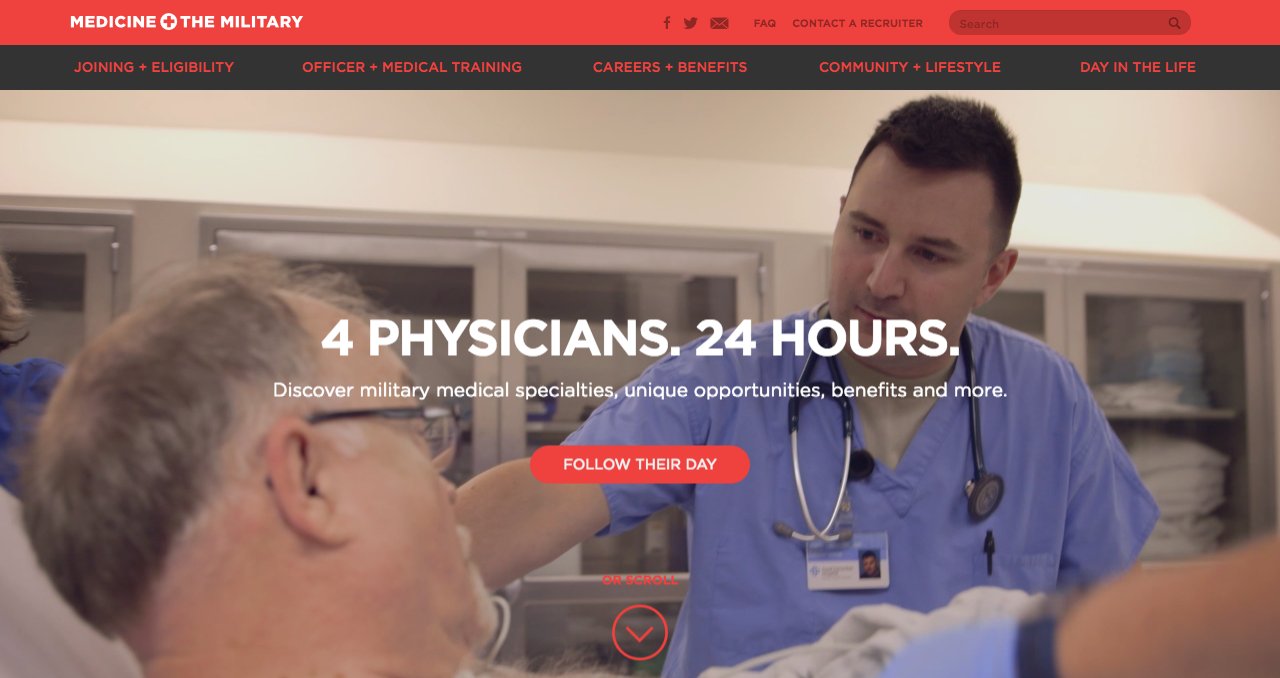 MEDICINE + THE MILITARY
FAQ
CONTACT A RECRUITER
Search
JOINING + ELIGIBILITY
OFFICER + MEDICAL TRAINING
CAREERS + BENEFITS
COMMUNITY + LIFESTYLE
DAY IN THE LIFE
4 PHYSICIANS. 24 HOURS.
Discover military medical specialties, unique opportunities, benefits and more.
FOLLOW THEIR DAY
OR SCROLL